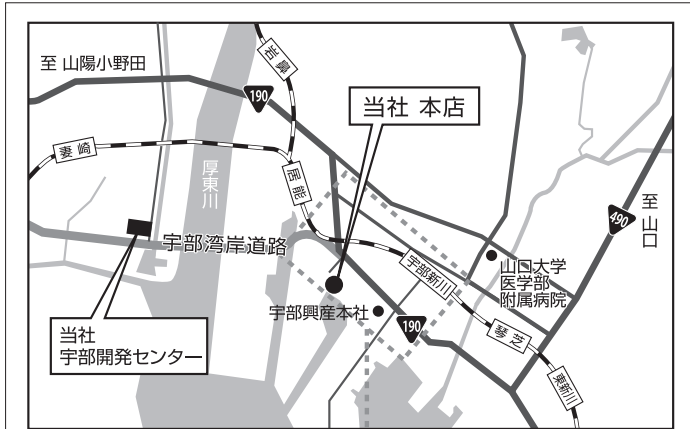 至 山陽小野田
岩鼻
190
当社 本店
妻崎
居能
厚東川
至 山口
490
宇部湾岸道路
宇部新川
山口大学
医学部
附属病院
宇部興産本社
190
琴芝
当社
宇部開発センター
東新川